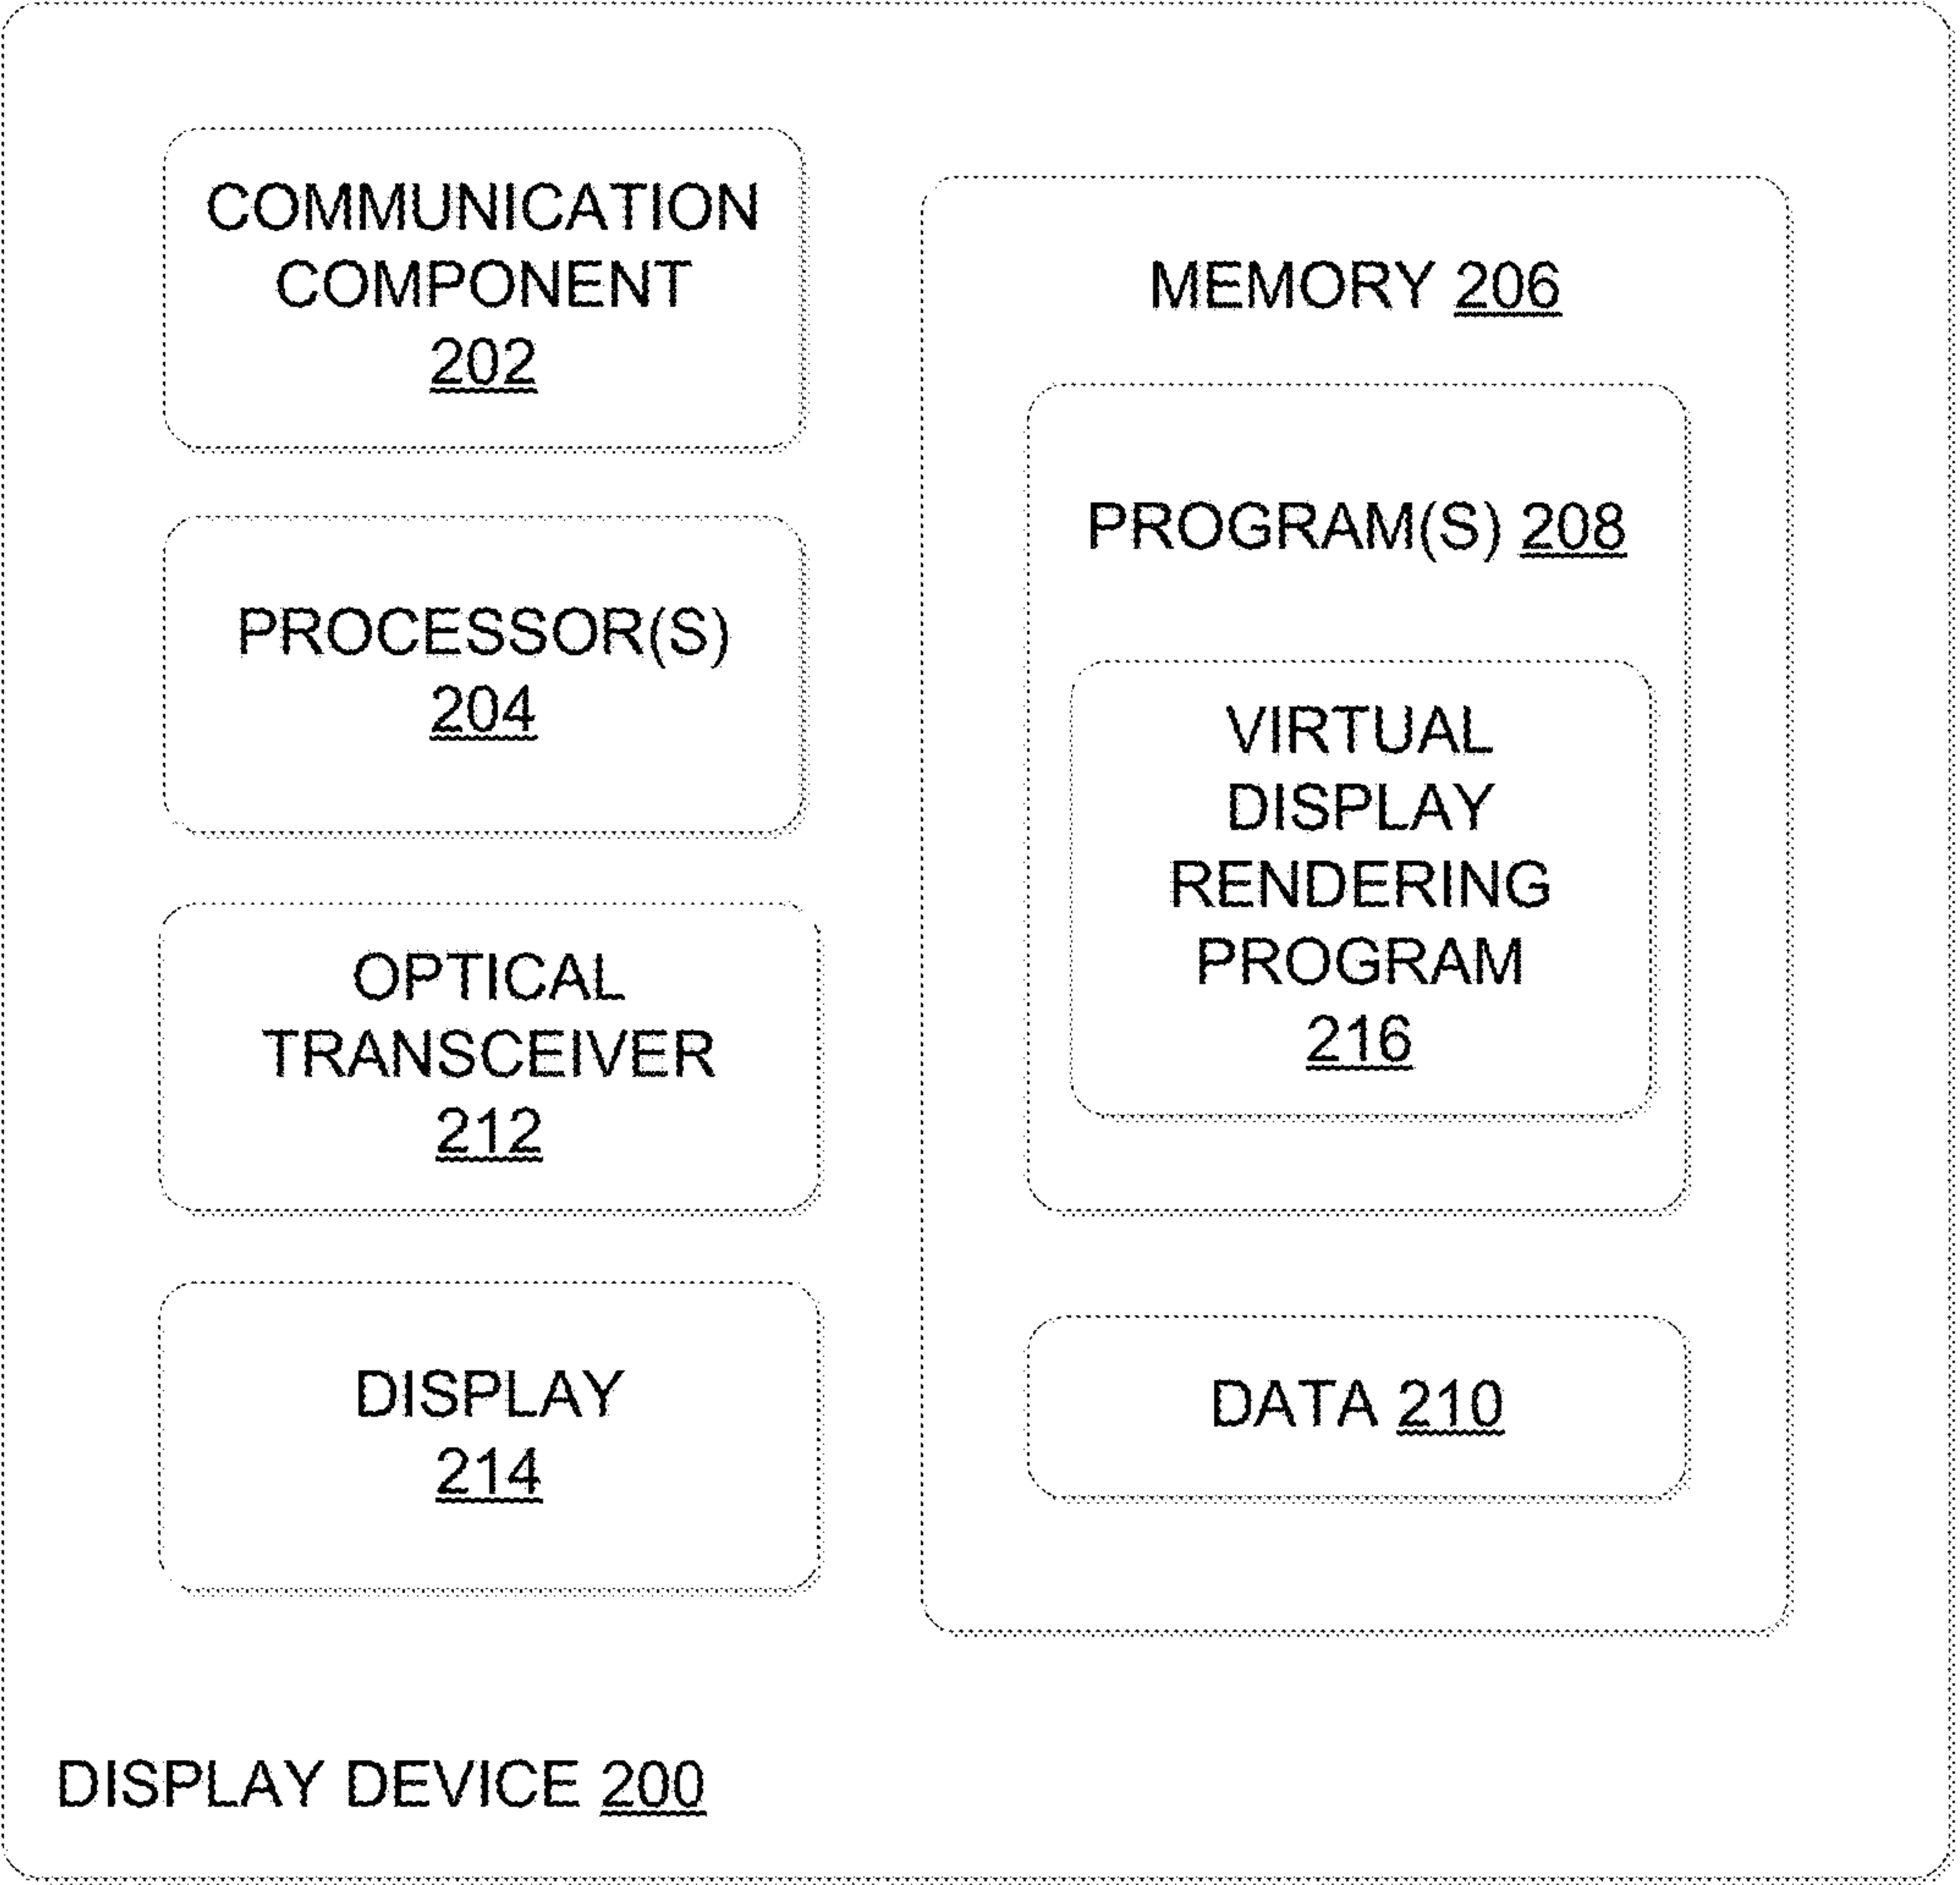 COMMUNICATION
COMPONENT
202
PROCESSOR(S)
204
OPTICAL
TRANSCEIVER
212
DISPLAY
214
MEMORY 206
PROGRAM(S) 208
VIRTUAL
DISPLAY
RENDERING
PROGRAM
216
DATA 210
DISPLAY DEVICE 200